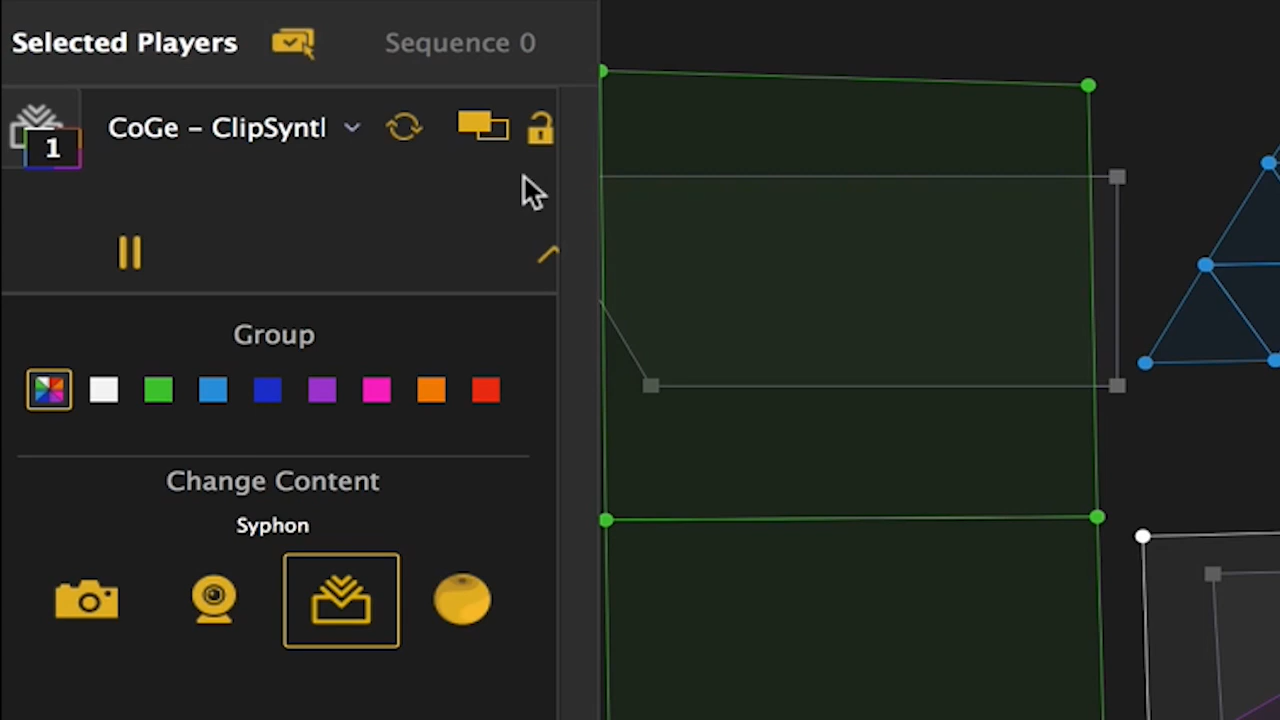 Selected Players
Sequence 0
CoGe - ClipSyntl
1
Group
Change Content
Syphon